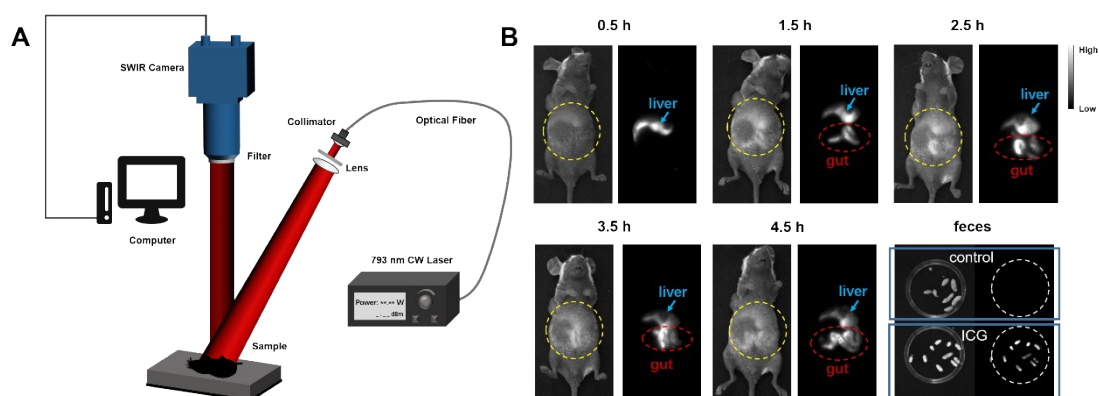 A
SWIR Camera
Collimator
Optical Fiber
Filter
Lens
Computer
793 nm CW Laser
Power: **.** W
_ . _ _ dBm
Sample
B
0.5 h
1.5 h
2.5 h
High
Low
liver
liver
gut
liver
gut
3.5 h
4.5 h
feces
liver
gut
liver
gut
control
ICG